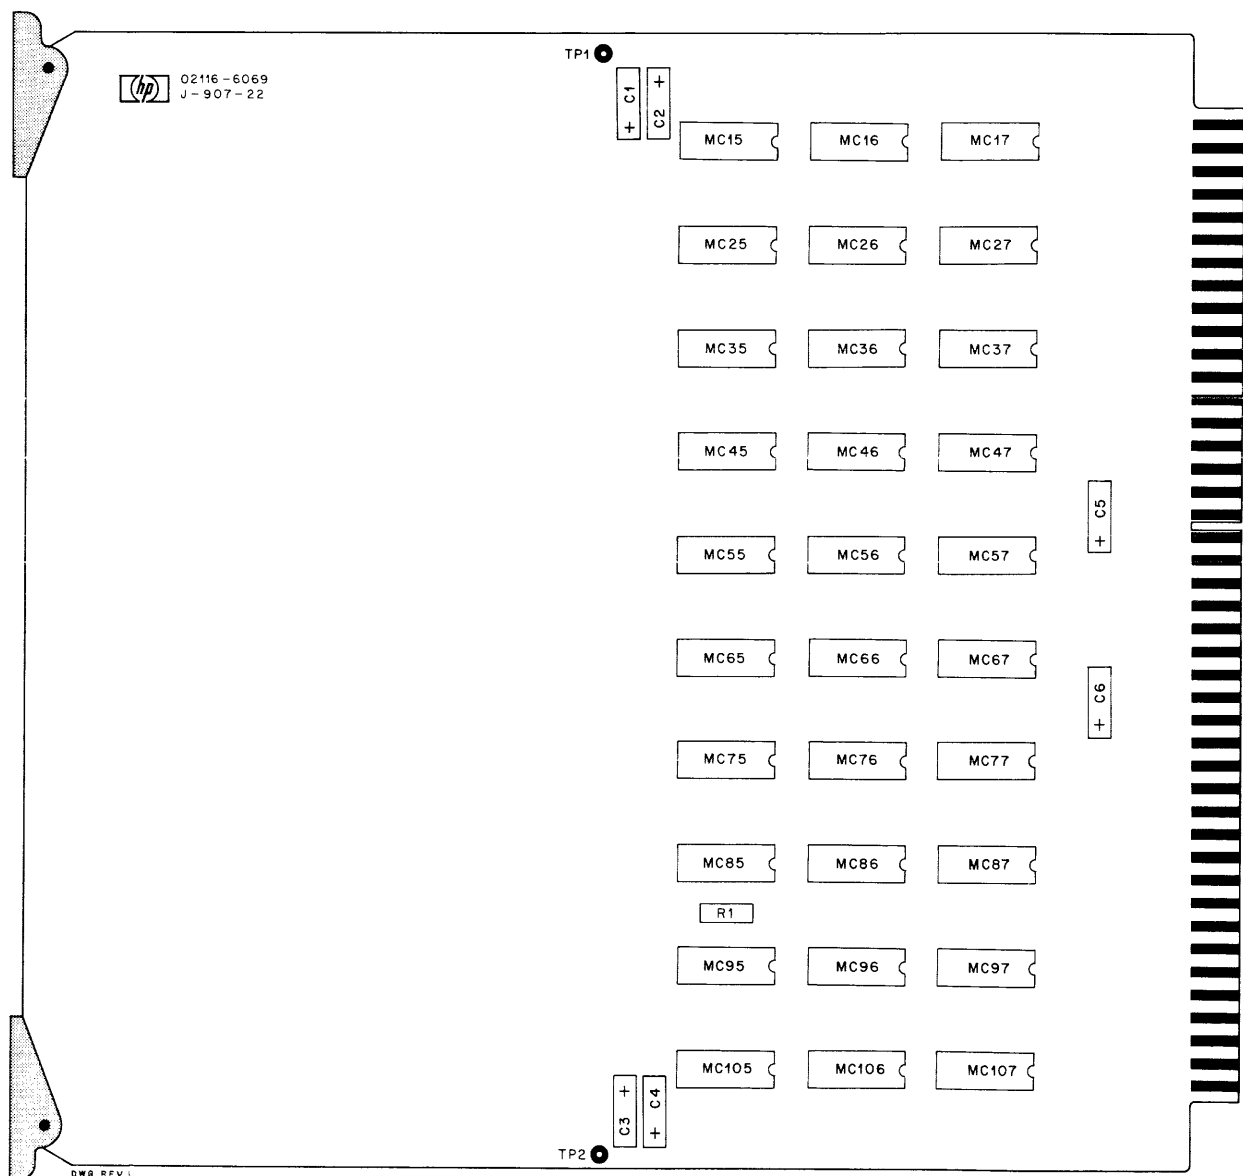 TP1
hp 02116-6069
J-907-22
+ C1
C2 +
MC15 MC16 MC17
MC25 MC26 MC27
MC35 MC36 MC37
MC45 MC46 MC47
+ C5
MC55 MC56 MC57
MC65 MC66 MC67
+ C6
MC75 MC76 MC77
MC85 MC86 MC87
R1
MC95 MC96 MC97
MC105 MC106 MC107
C3 +
+ C4
TP2
DWG REV